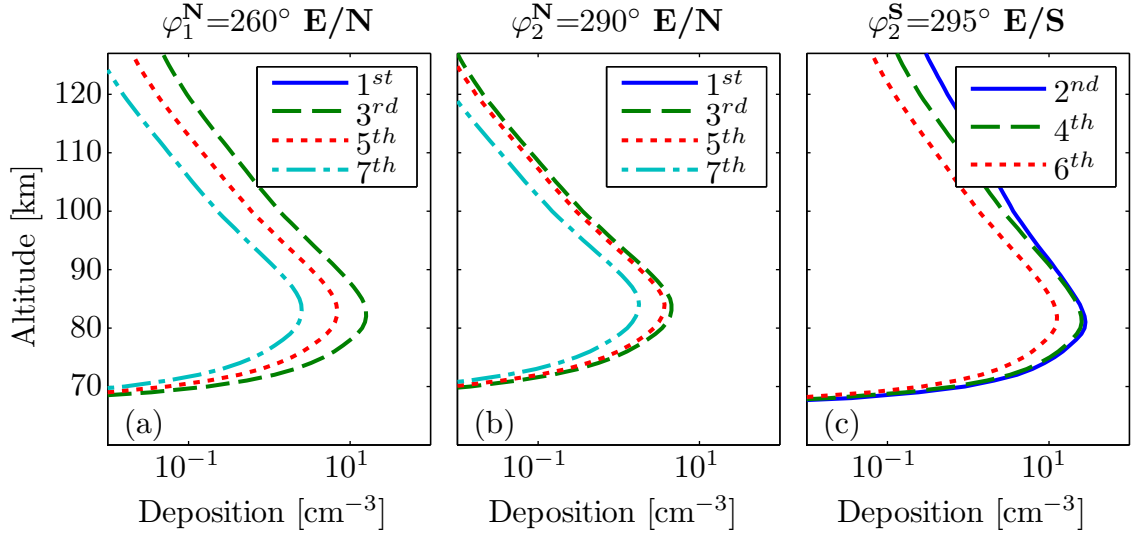 φ₁ᴺ=260° E/N
φ₂ᴺ=290° E/N
φ₂ˢ=295° E/S
Altitude [km]
120
110
100
90
80
70
1ˢᵗ
3ʳᵈ
5ᵗʰ
7ᵗʰ
(a)
10⁻¹
10¹
Deposition [cm⁻³]
1ˢᵗ
3ʳᵈ
5ᵗʰ
7ᵗʰ
(b)
10⁻¹
10¹
Deposition [cm⁻³]
2ⁿᵈ
4ᵗʰ
6ᵗʰ
(c)
10⁻¹
10¹
Deposition [cm⁻³]